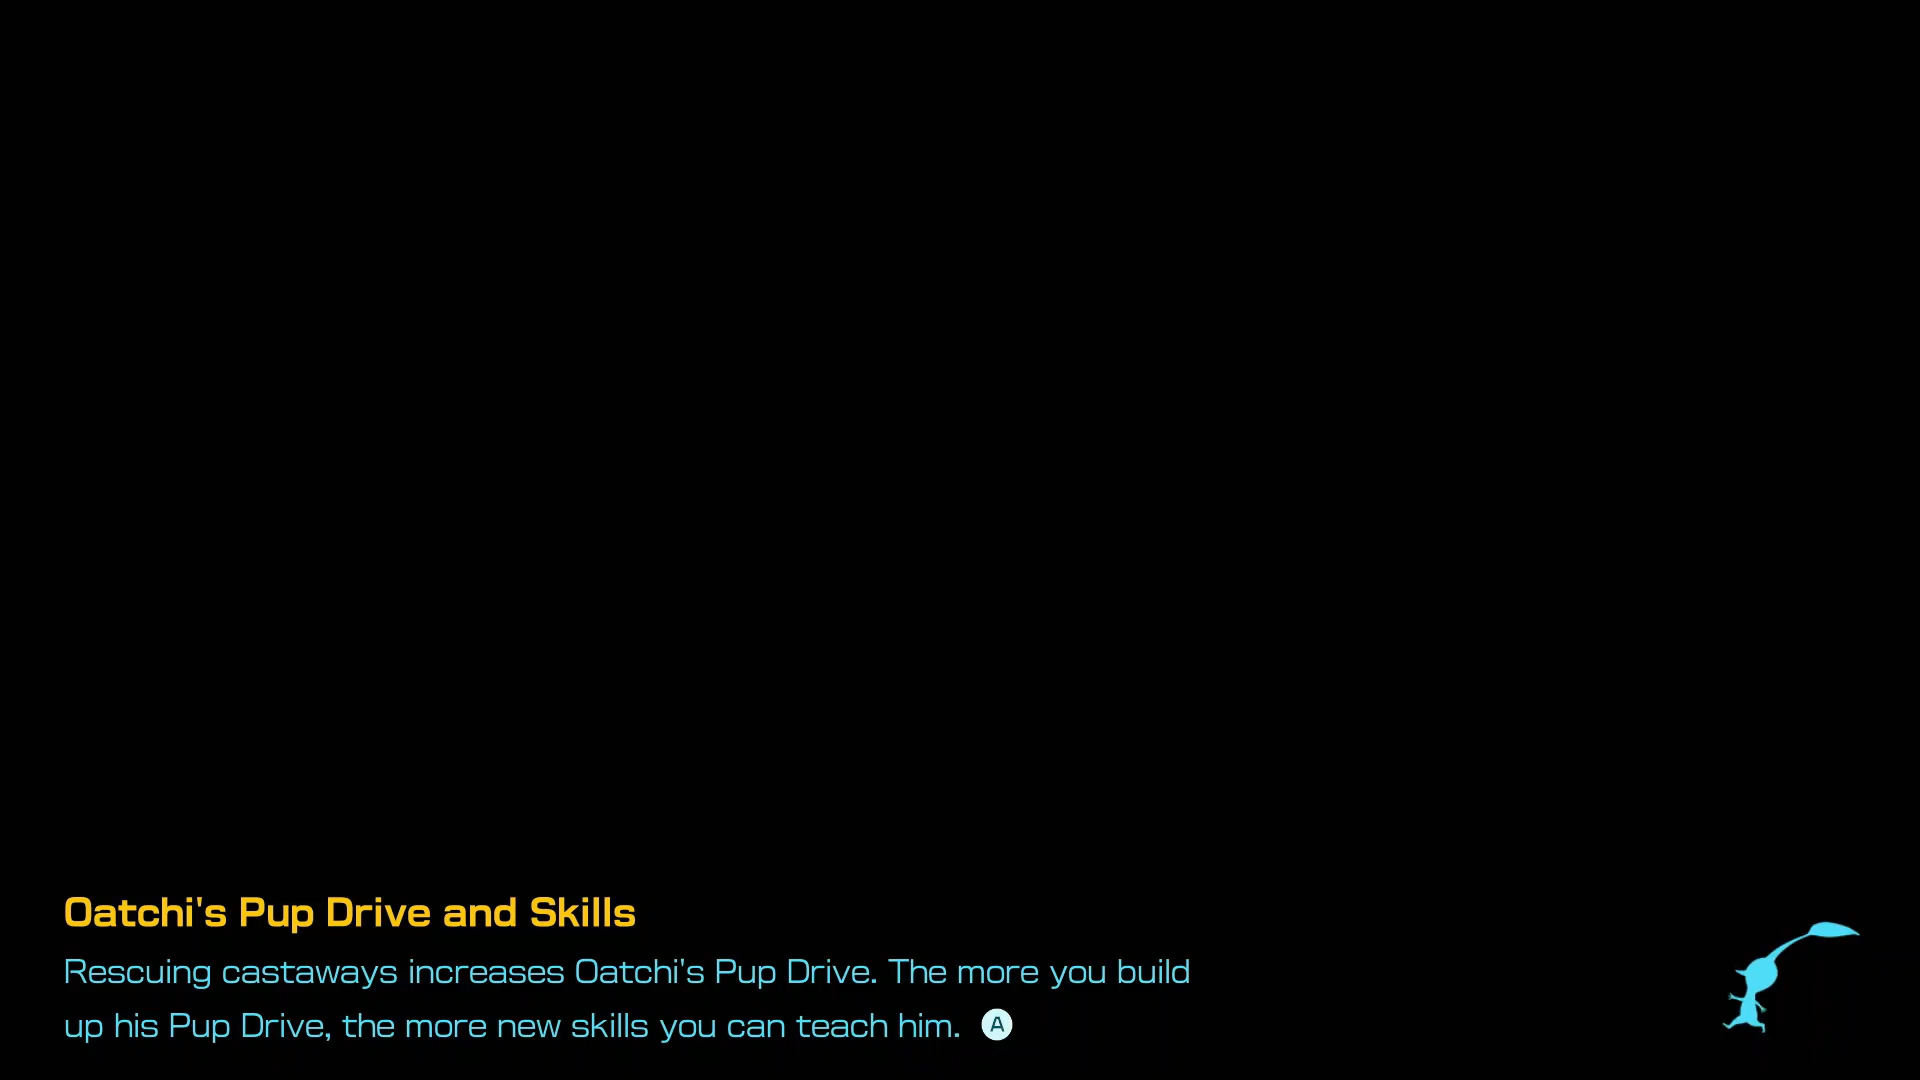 Oatchi's Pup Drive and Skills
Rescuing castaways increases Oatchi's Pup Drive. The more you build
up his Pup Drive, the more new skills you can teach him. A